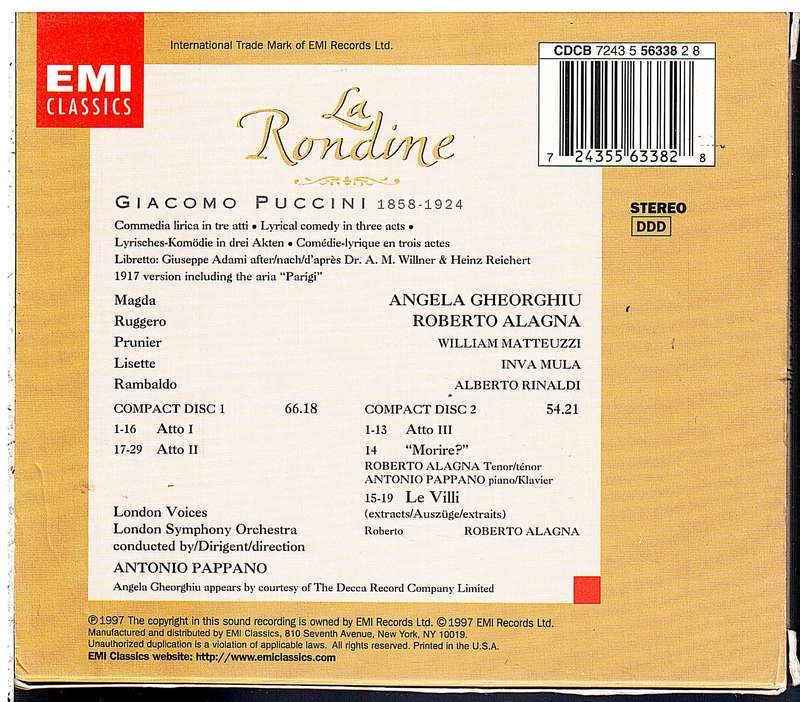 International Trade Mark of EMI Records Ltd.
EMI
CLASSICS
CDCB 7243 5 56338 2 8
7 24355 63382 8
La
Rondine
STEREO
DDD
GIACOMO PUCCINI 1858-1924
Commedia lirica in tre atti • Lyrical comedy in three acts •
Lyrisches-Komödie in drei Akten • Comédie-lyrique en trois actes
Libretto: Giuseppe Adami after/nach/d'après Dr. A. M. Willner & Heinz Reichert
1917 version including the aria "Parigi"
Magda ANGELA GHEORGHIU
Ruggero ROBERTO ALAGNA
Prunier WILLIAM MATTEUZZI
Lisette INVA MULA
Rambaldo ALBERTO RINALDI
COMPACT DISC 1 66.18
1-16 Atto I
17-29 Atto II
COMPACT DISC 2 54.21
1-13 Atto III
14 "Morire?"
ROBERTO ALAGNA Tenor/ténor
ANTONIO PAPPANO piano/Klavier
15-19 Le Villi
(extracts/Auszüge/extraits)
Roberto ROBERTO ALAGNA
London Voices
London Symphony Orchestra
conducted by/Dirigent/direction
ANTONIO PAPPANO
Angela Gheorghiu appears by courtesy of The Decca Record Company Limited
℗ 1997 The copyright in this sound recording is owned by EMI Records Ltd. © 1997 EMI Records Ltd.
Manufactured and distributed by EMI Classics, 810 Seventh Avenue, New York, NY 10019.
Unauthorized duplication is a violation of applicable laws. All rights reserved. Printed in the U.S.A.
EMI Classics website: http://www.emiclassics.com